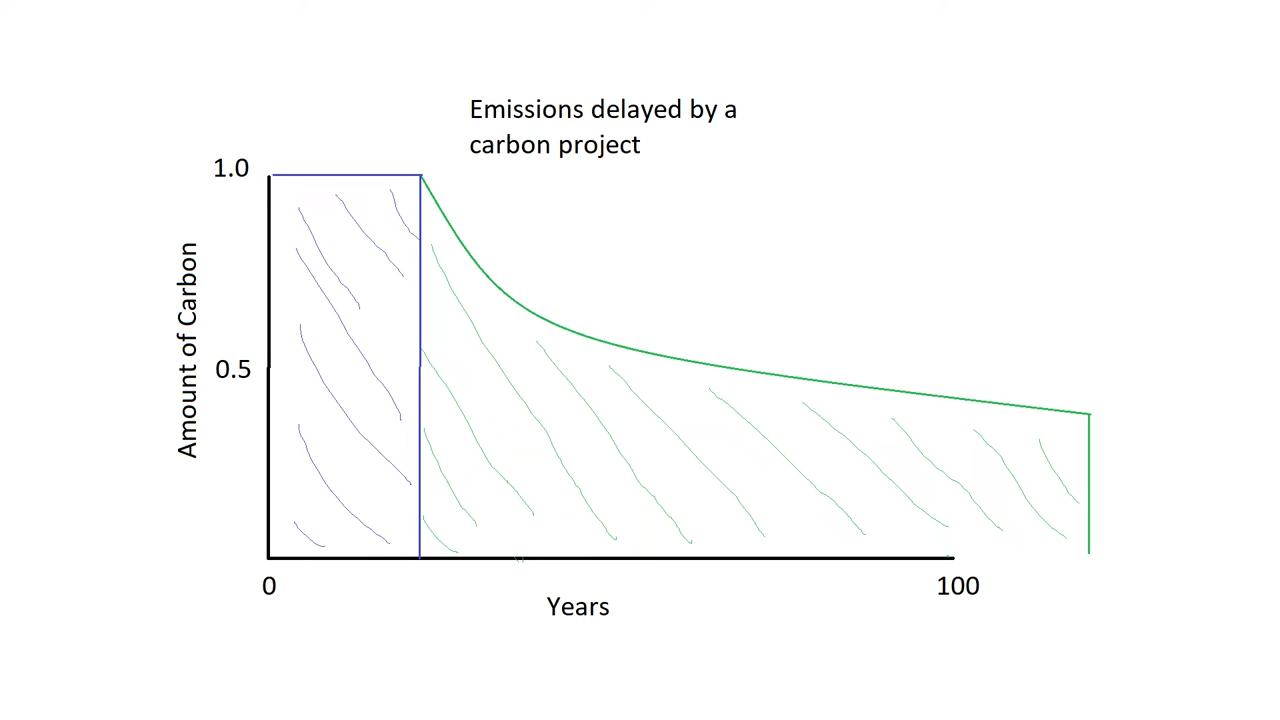 Emissions delayed by a
carbon project
1.0
0.5
Amount of Carbon
0
100
Years